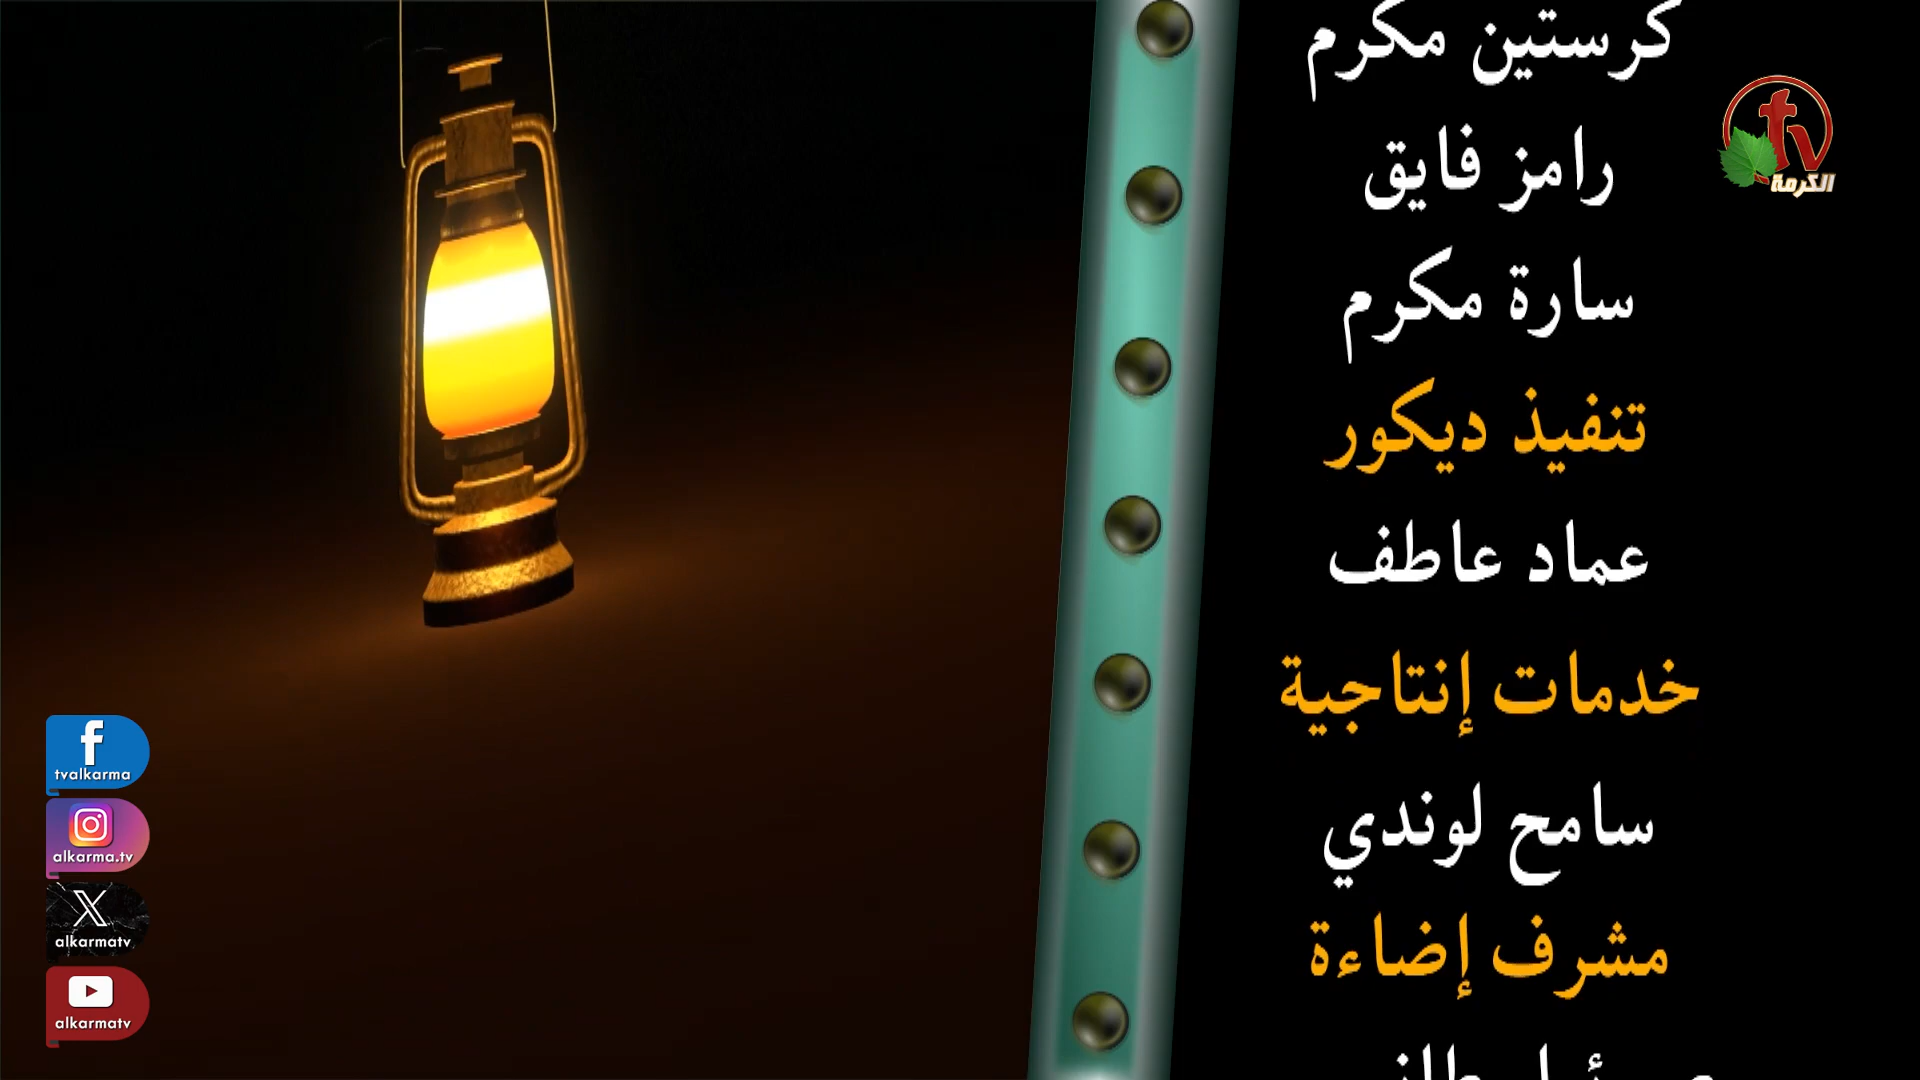 كرستين مكرم
رامز فايق
سارة مكرم
تنفيذ ديكور
عماد عاطف
خدمات إنتاجية
سامح لوندي
مشرف إضاءة
tv
الكرمة
tvalkarma
alkarma.tv
alkarmatv
alkarmatv